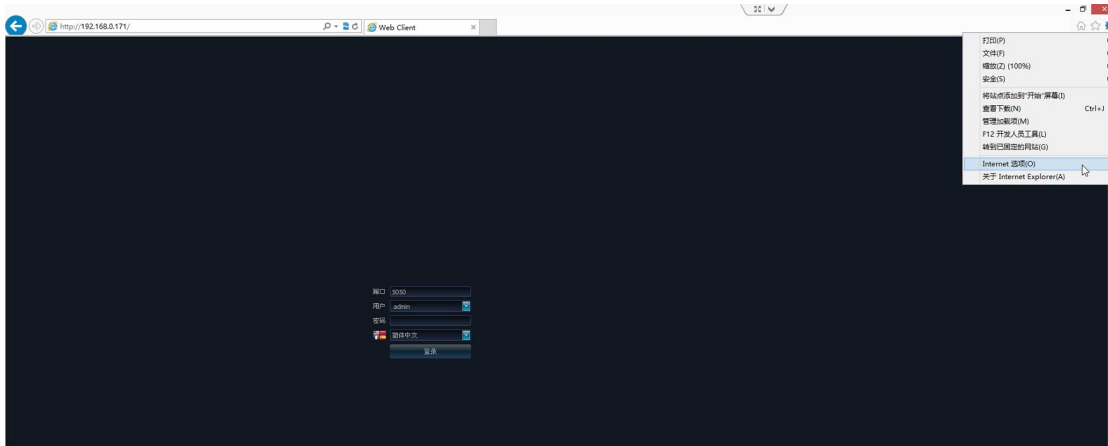 http://192.168.0.171/
Web Client
打印(P)
文件(F)
缩放(Z) (100%)
安全(S)
将站点添加到"开始"屏幕(I)
查看下载(N) Ctrl+J
管理加载项(M)
F12 开发人员工具(L)
转到已固定的网站(G)
Internet 选项(O)
关于 Internet Explorer(A)
端口 5050
用户 admin
密码
简体中文
登录